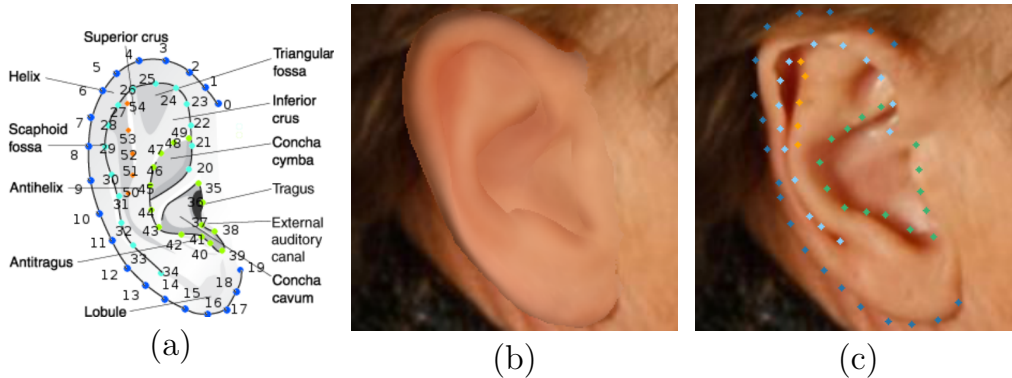 Superior crus
Helix
Scaphoid
fossa
Antihelix
Antitragus
Lobule
Triangular
fossa
Inferior
crus
Concha
cymba
Tragus
External
auditory
canal
Concha
cavum
0
1
2
3
4
5
6
7
8
9
10
11
12
13
14
15
16
17
18
19
20
21
22
23
24
25
26
27
28
29
30
31
32
33
34
35
36
37
38
39
40
41
42
43
44
45
46
47
48
49
50
51
52
53
54
(a)
(b)
(c)